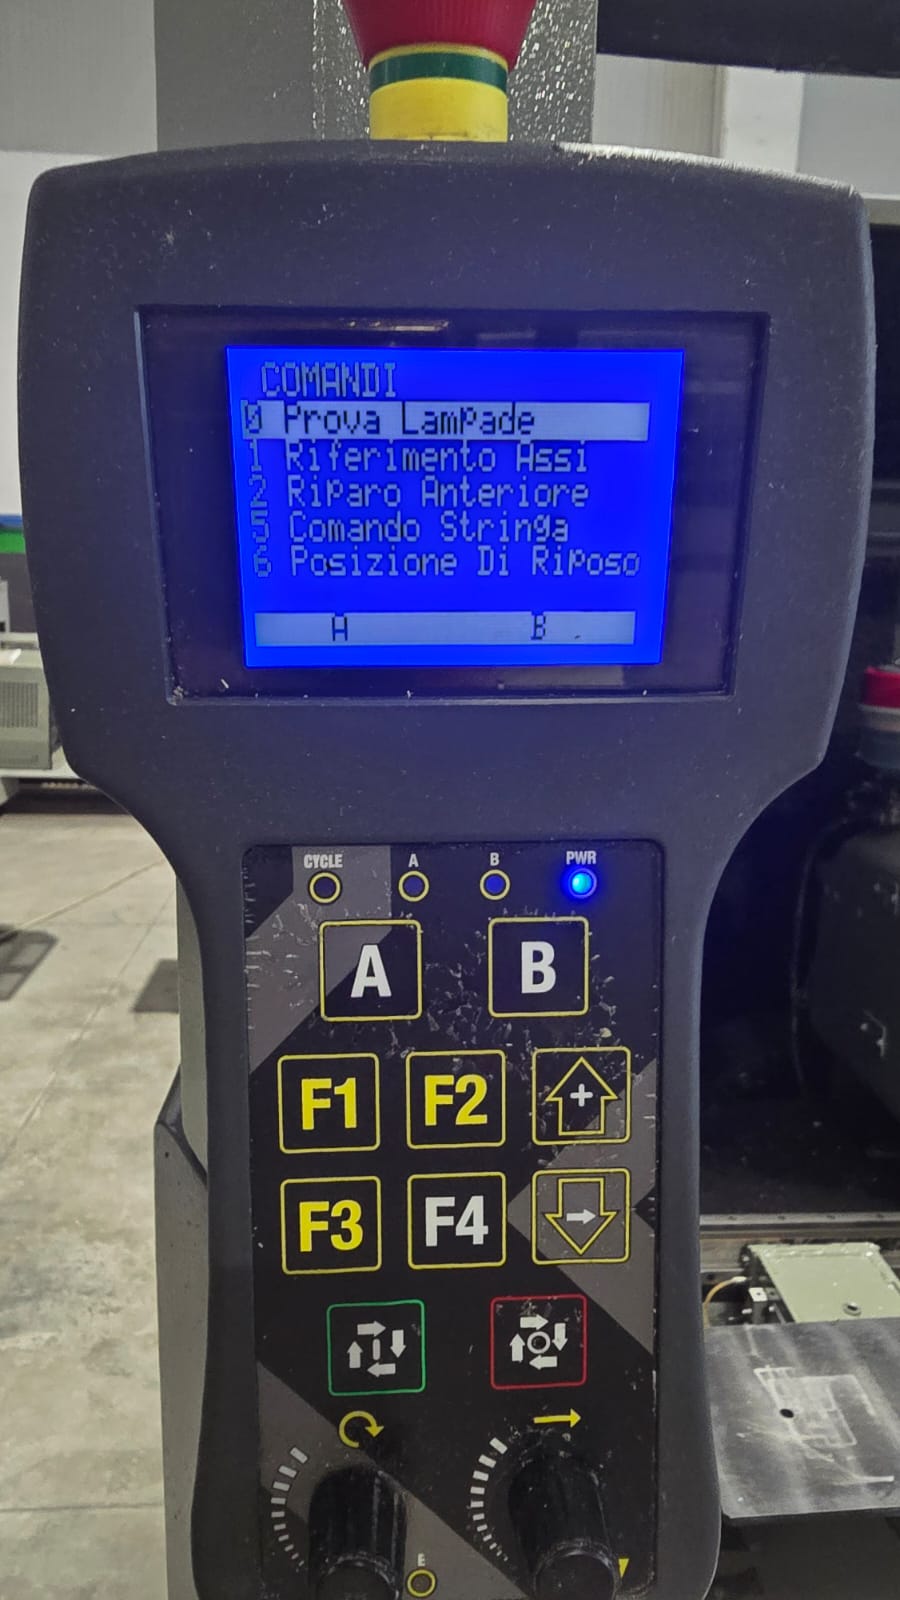 COMANDI
0 Prova Lampade
1 Riferimento Assi
2 Riparo Anteriore
5 Comando Stringa
6 Posizione Di Riposo
A B
CYCLE A B PWR
A B
F1 F2 +
F3 F4
E